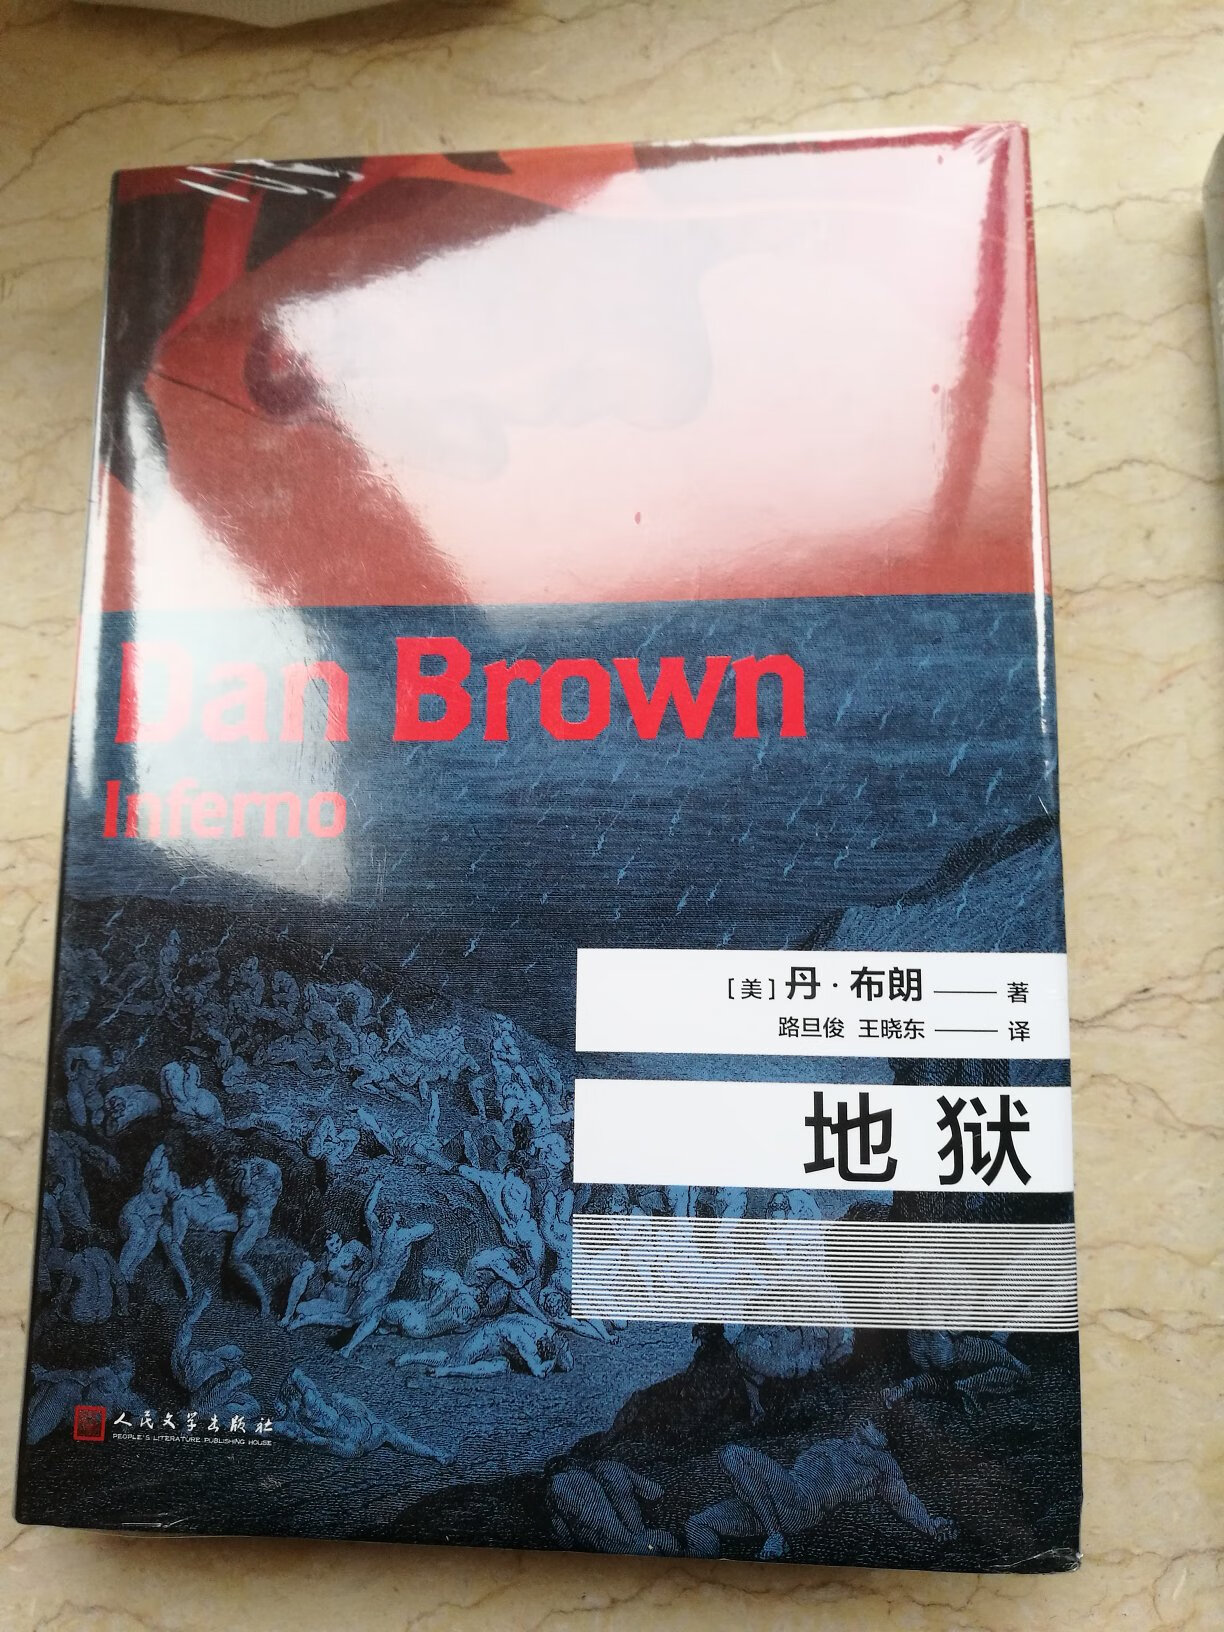 Dan Brown
Inferno
[美]丹·布朗 —— 著
路旦俊 王晓东 —— 译
地狱
人民文学出版社
PEOPLE'S LITERATURE PUBLISHING HOUSE